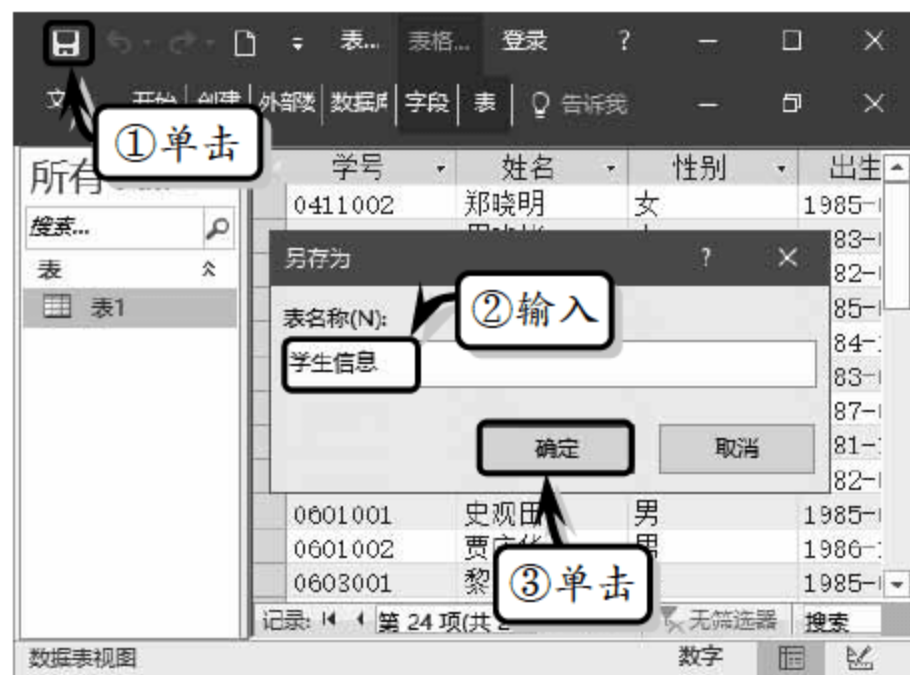 表... 表格... 登录 ?
文 开始 创建 外部数 数据库 字段 表 告诉我
①单击
所有
学号 姓名 性别 出生
0411002 郑晓明 女 1985-
搜索...
83-
另存为 ?
表
82-
②输入
表1
85-
表名称(N):
84-
学生信息
83-
87-
确定 取消
81-
82-
0601001 史观田 男 1985-
0601002 贾 男 1986-
0603001 黎 1985-
③单击
记录: 第 24 项(共 2 无筛选器 搜索
数据表视图 数字